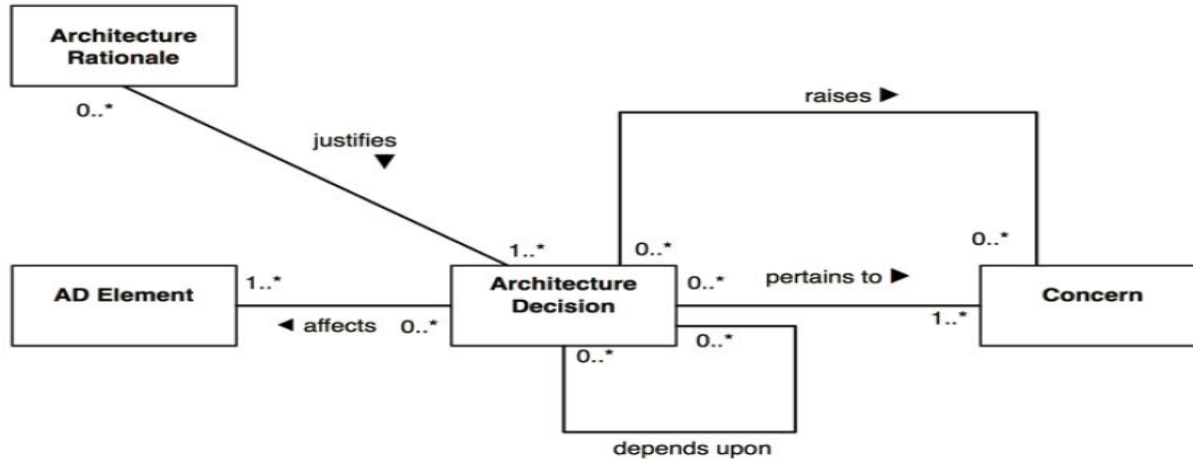 Architecture
Rationale
0..*
raises ►
justifies
▼
1..*
0..*
0..*
AD Element
1..*
◄ affects
0..*
Architecture
Decision
0..*
pertains to ►
1..*
Concern
0..*
0..*
depends upon